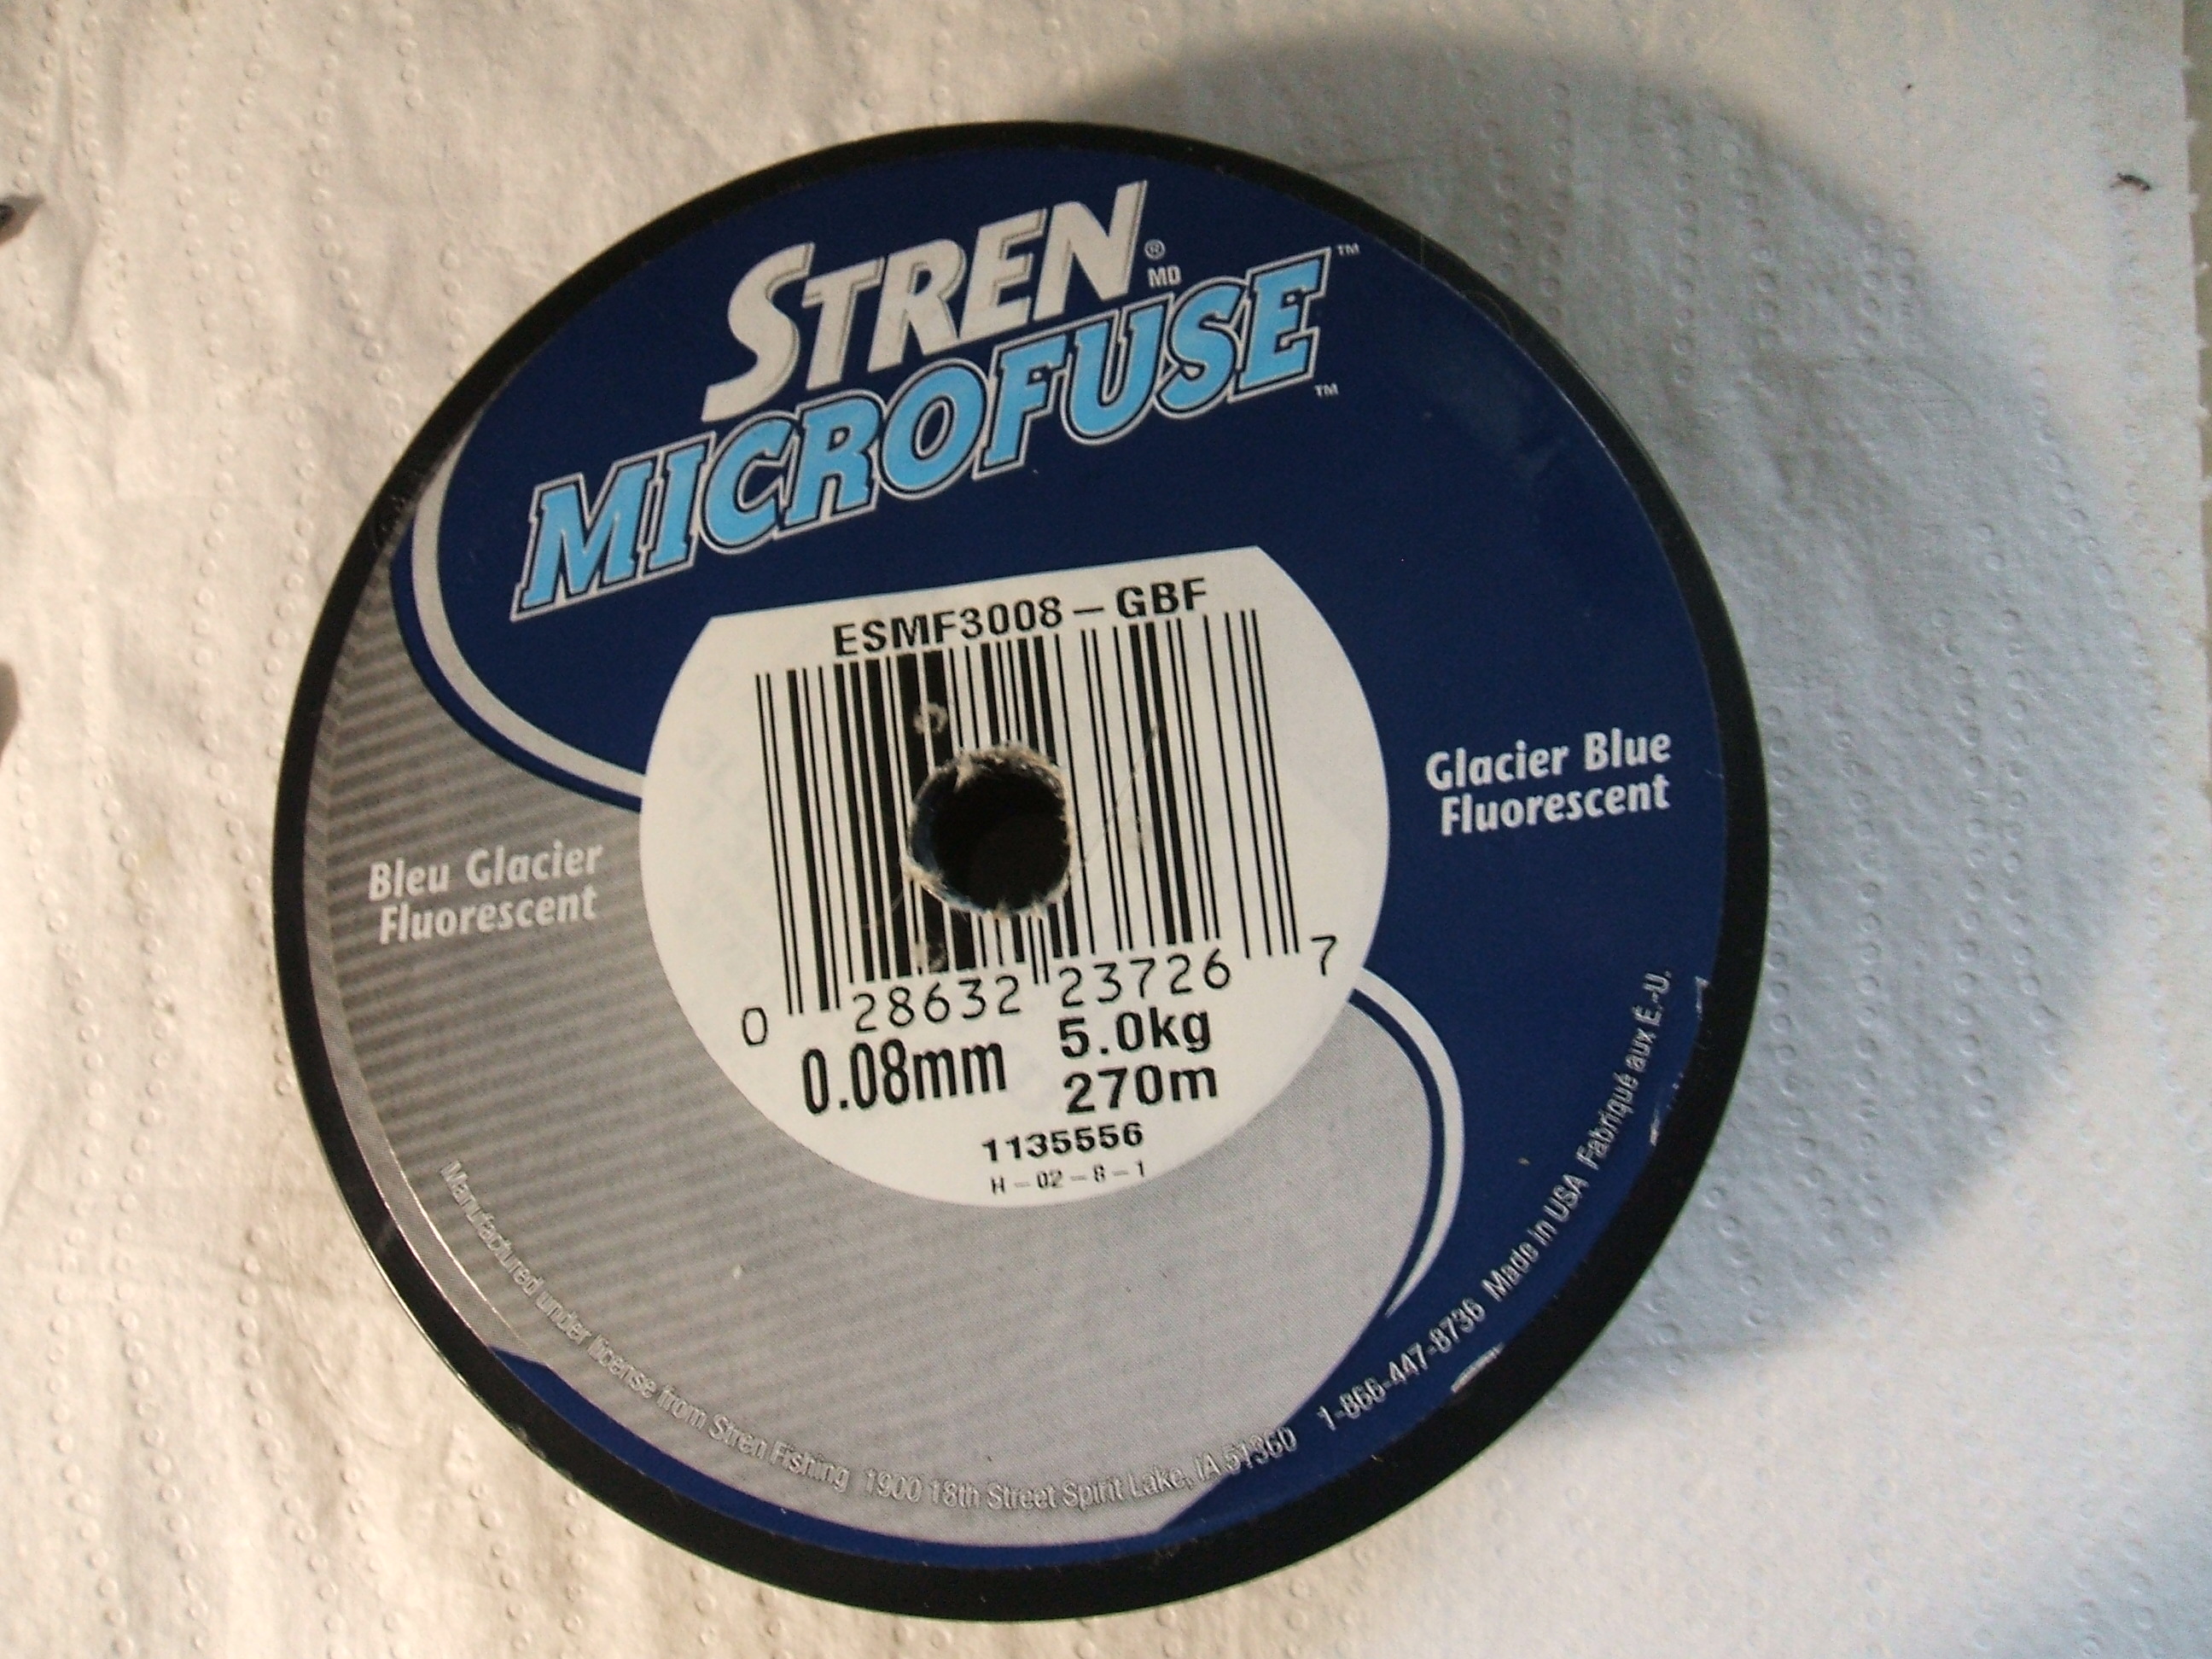 STREN® MD
MICROFUSE™
™
ESMF3008-GBF
Glacier Blue
Fluorescent
Bleu Glacier
Fluorescent
0 28632 23726 7
0.08mm
5.0kg
270m
1135556
H-02-8-1
Manufactured under license from Stren Fishing 1900 18th Street Spirit Lake, IA 51360 1-866-447-8736 Made in USA Fabriqué aux É.-U.